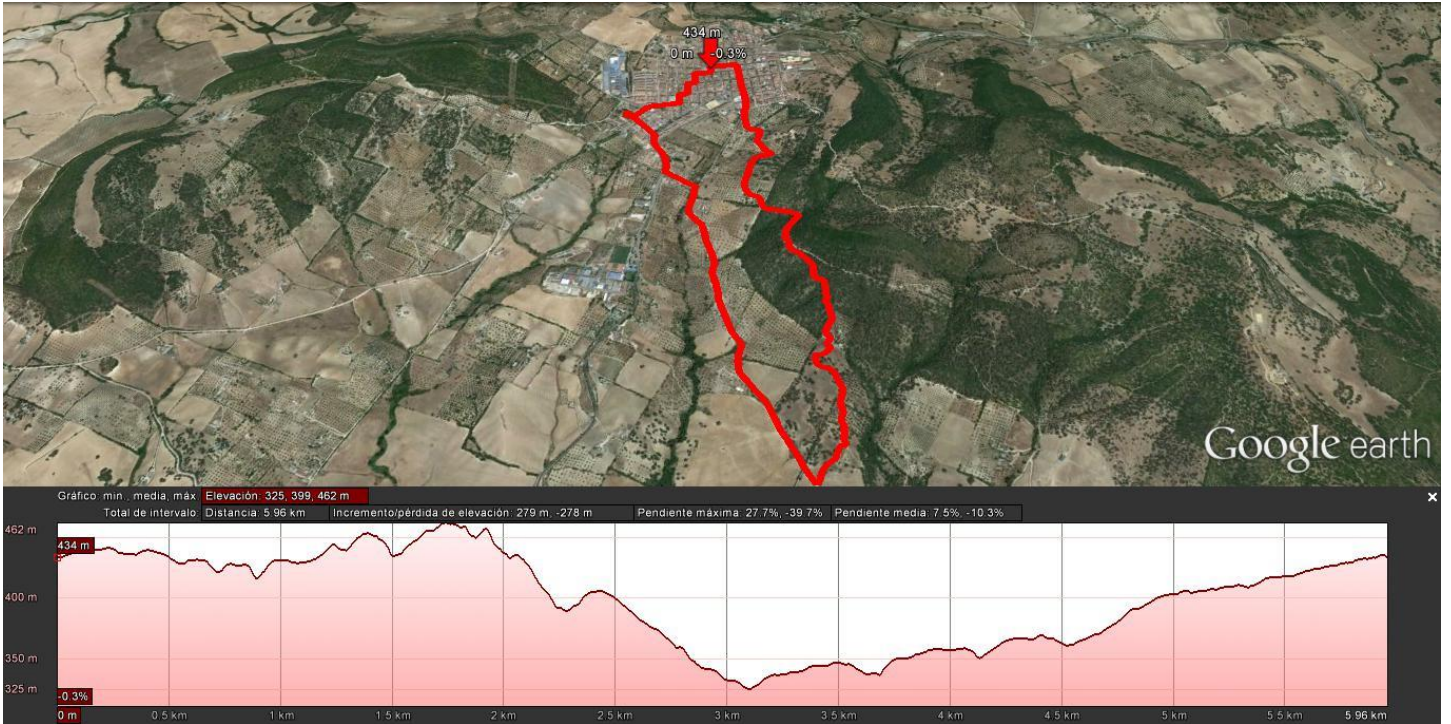 434 m
0 m -0.3%
Google earth
Gráfico: min., media, máx Elevación: 325, 399, 462 m
Total de intervalo: Distancia: 5.96 km Incremento/pérdida de elevación: 279 m, -278 m Pendiente máxima: 27.7%, -39.7% Pendiente media: 7.5%, -10.3%
462 m
434 m
400 m
350 m
325 m
-0.3%
0 m 0.5 km 1 km 1.5 km 2 km 2.5 km 3 km 3.5 km 4 km 4.5 km 5 km 5.5 km 5.96 km